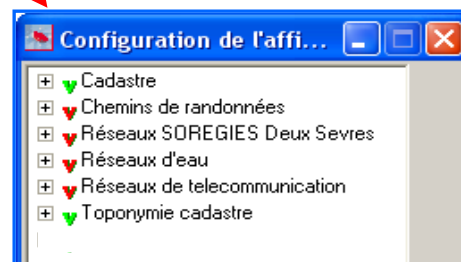 Configuration de l'affi...
Cadastre
Chemins de randonnées
Réseaux SOREGIES Deux Sevres
Réseaux d'eau
Réseaux de telecommunication
Toponymie cadastre